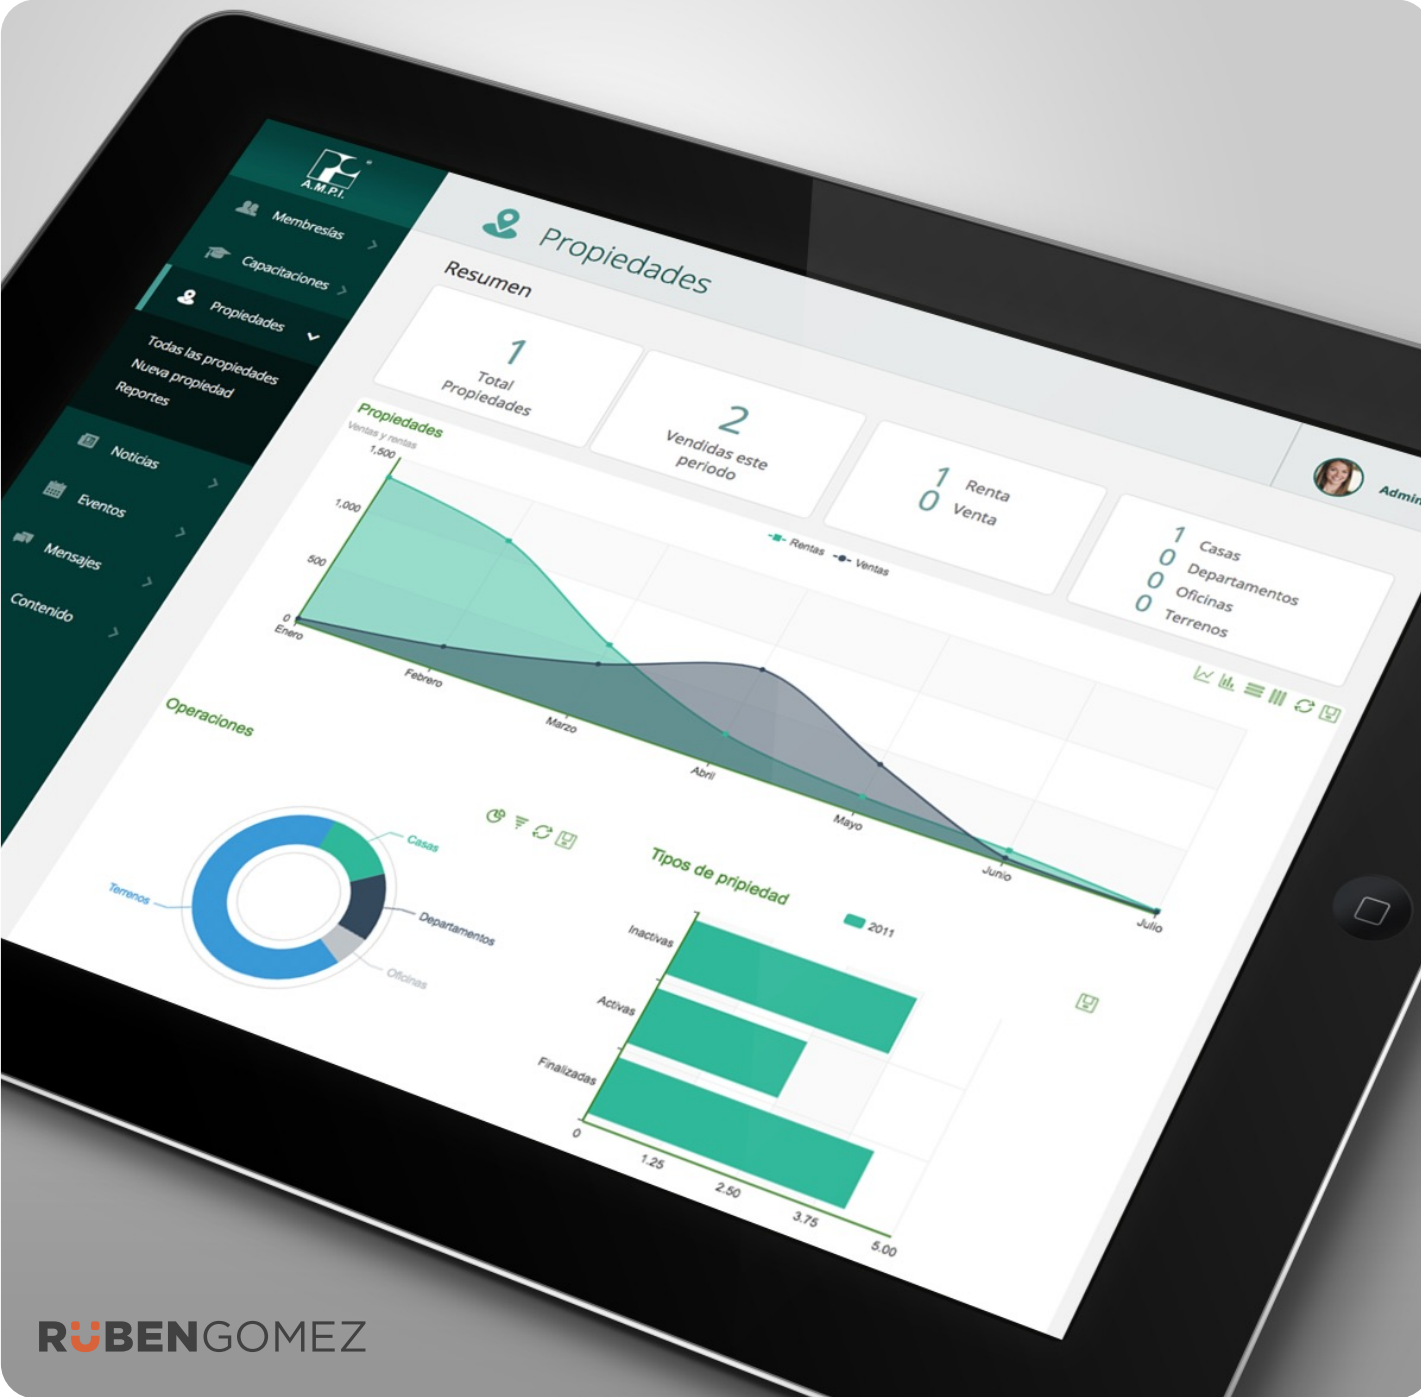 A.M.P.I.
Membresías
Capacitaciones
Propiedades
Todas las propiedades
Nueva propiedad
Reportes
Noticias
Eventos
Mensajes
Contenido
Propiedades
Admin
Resumen
1
Total
Propiedades
2
Vendidas este
periodo
1 Renta
0 Venta
1 Casas
0 Departamentos
0 Oficinas
0 Terrenos
Propiedades
Ventas y rentas
Rentas Ventas
1,500
1,000
500
0
Enero
Febrero
Marzo
Abril
Mayo
Junio
Julio
Operaciones
Casas
Departamentos
Oficinas
Terrenos
Tipos de pripiedad
2011
Inactivas
Activas
Finalizadas
0
1.25
2.50
3.75
5.00
RÜBENGOMEZ